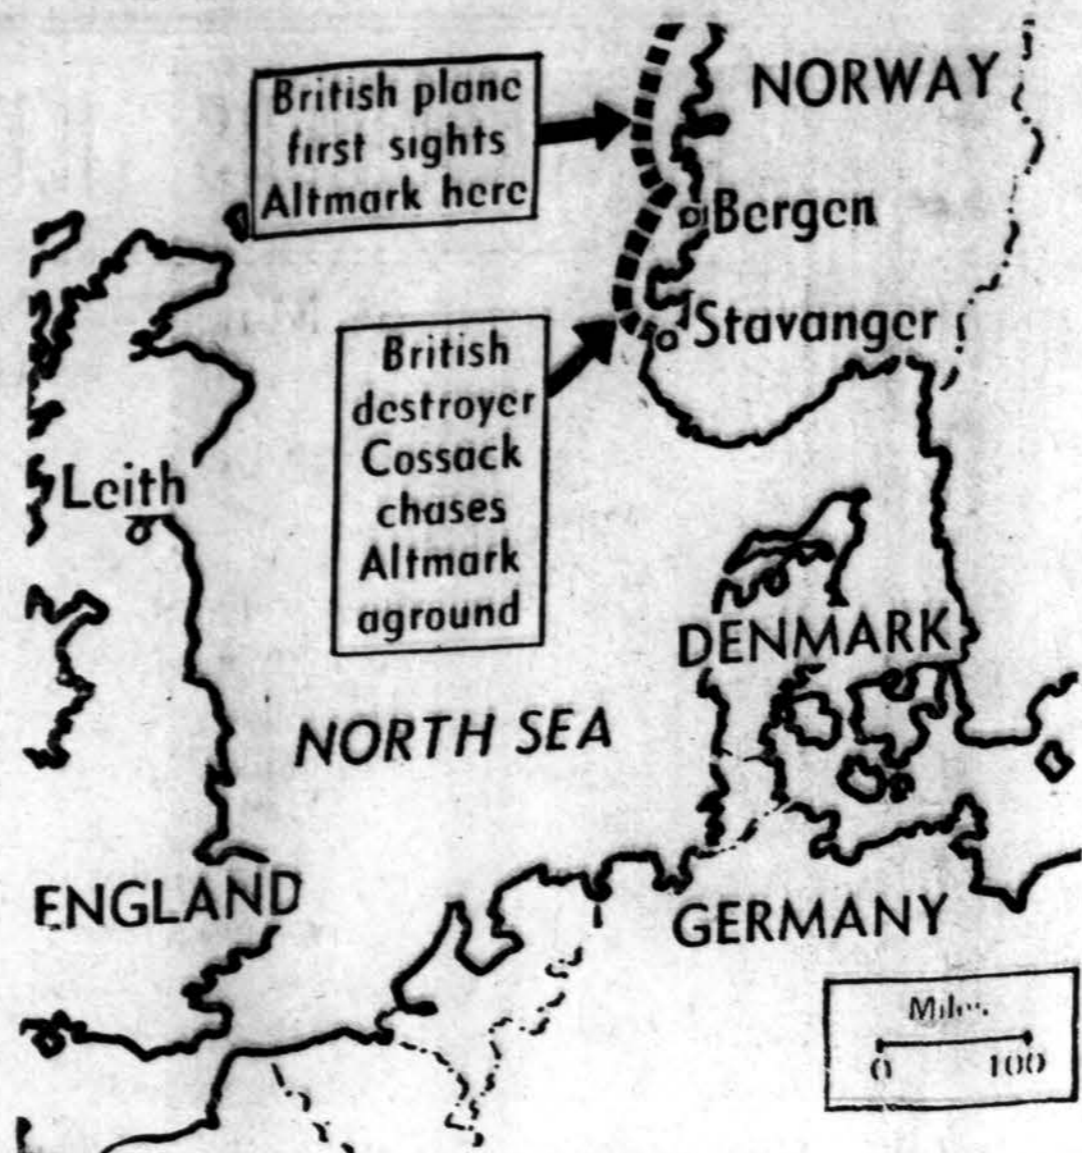 British plane
first sights
Altmark here
NORWAY
Bergen
Stavanger
British
destroyer
Cossack
chases
Altmark
aground
Leith
DENMARK
NORTH SEA
ENGLAND
GERMANY
0 100